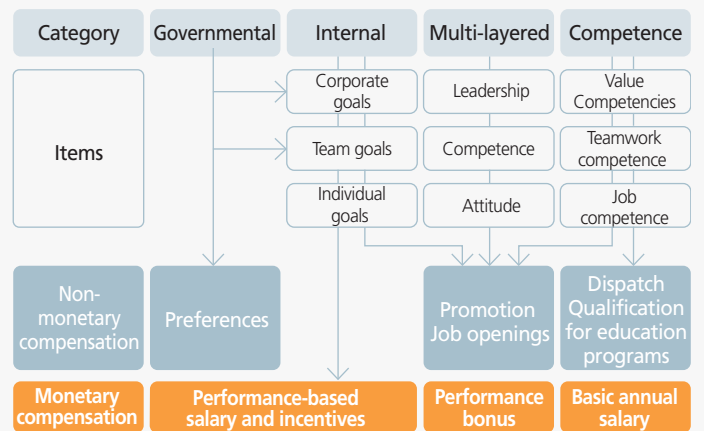 Category
Governmental
Internal
Multi-layered
Competence
Items
Corporate
goals
Leadership
Value
Competencies
Team goals
Competence
Teamwork
competence
Individual
goals
Attitude
Job
competence
Non-
monetary
compensation
Preferences
Promotion
Job openings
Dispatch
Qualification
for education
programs
Monetary
compensation
Performance-based
salary and incentives
Performance
bonus
Basic annual
salary